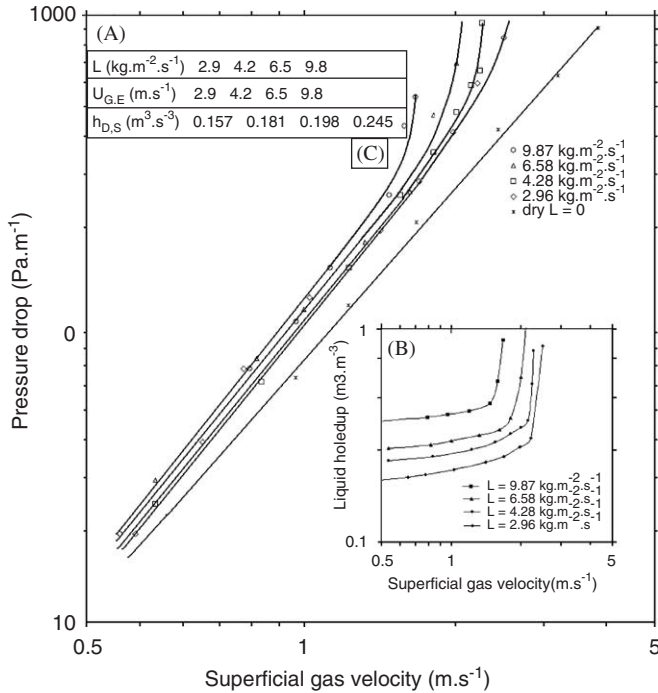 1000
(A)
L (kg.m⁻².s⁻¹) 2.9 4.2 6.5 9.8
U_G.E (m.s⁻¹) 2.9 4.2 6.5 9.8
h_D,S (m³.s⁻³) 0.157 0.181 0.198 0.245
(C)
9.87 kg.m⁻².s⁻¹
6.58 kg.m⁻².s⁻¹
4.28 kg.m⁻².s⁻¹
2.96 kg.m⁻².s⁻¹
dry L = 0
Pressure drop (Pa.m⁻¹)
0
10
0.5 1 5
Superficial gas velocity (m.s⁻¹)
(B)
1
Liquid holedup (m3.m⁻³)
L = 9.87 kg.m⁻².s⁻¹
L = 6.58 kg.m⁻².s⁻¹
L = 4.28 kg.m⁻².s⁻¹
L = 2.96 kg.m⁻².s⁻¹
0.1
0.5 1 5
Superficial gas velocity(m.s⁻¹)